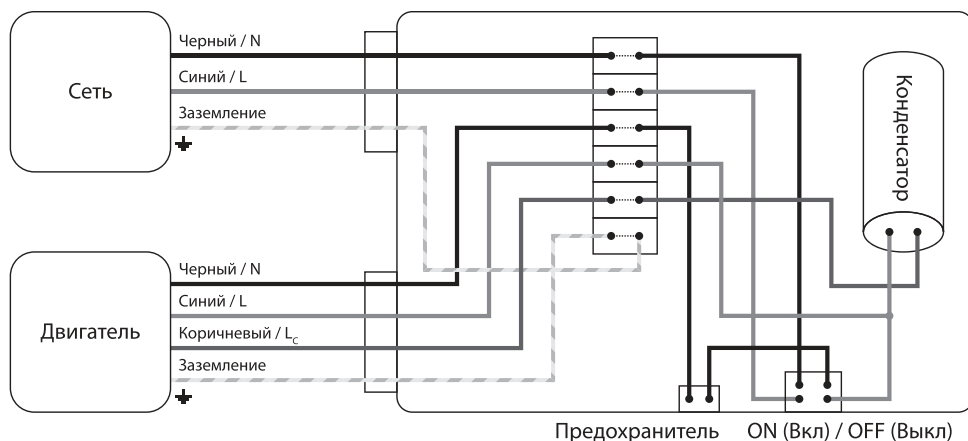 Сеть
Черный / N
Синий / L
Заземление
Двигатель
Черный / N
Синий / L
Коричневый / Lc
Заземление
Конденсатор
Предохранитель
ON (Вкл) / OFF (Выкл)